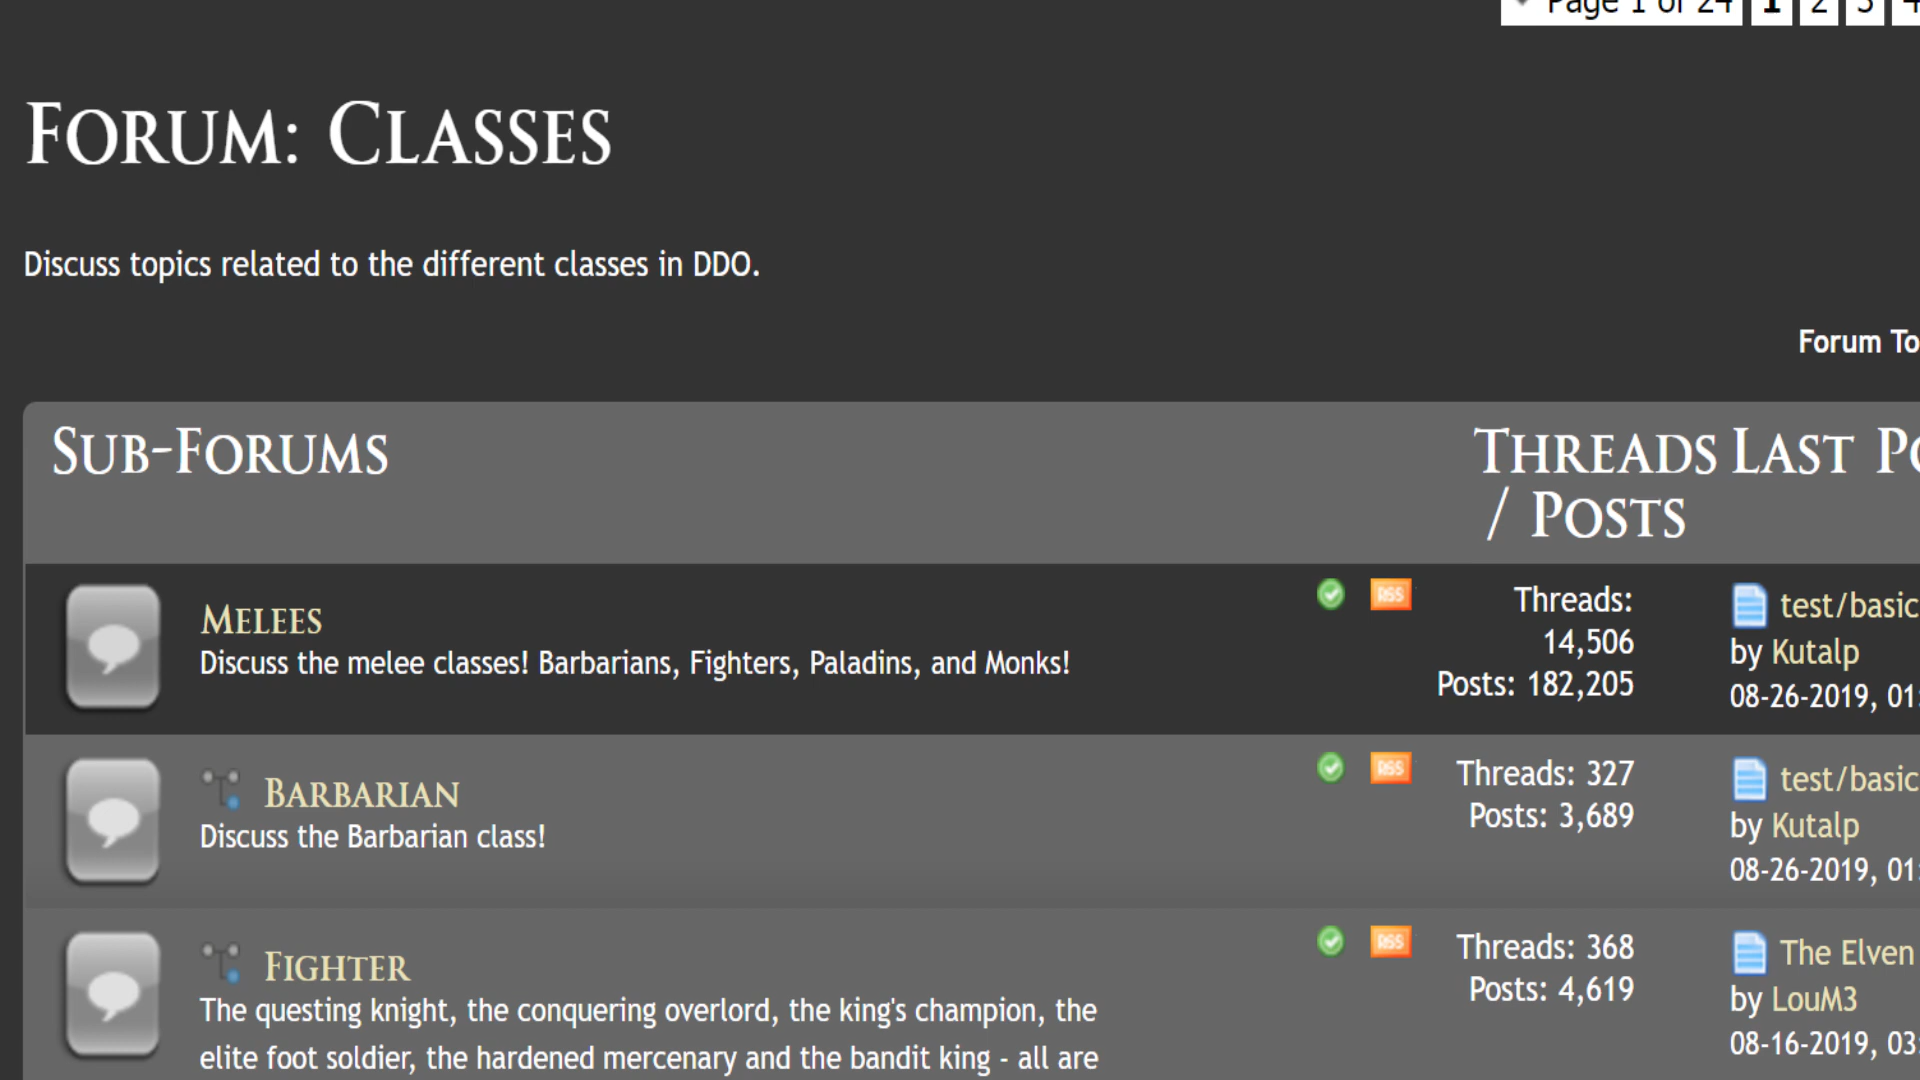 Page 1 of 24 1 2 3 4
FORUM: CLASSES
Discuss topics related to the different classes in DDO.
Forum To
SUB-FORUMS
THREADS / POSTS
LAST PO
MELEES
Discuss the melee classes! Barbarians, Fighters, Paladins, and Monks!
RSS
Threads:
14,506
Posts: 182,205
test/basic
by Kutalp
08-26-2019, 01:
BARBARIAN
Discuss the Barbarian class!
RSS
Threads: 327
Posts: 3,689
test/basic
by Kutalp
08-26-2019, 01:
FIGHTER
The questing knight, the conquering overlord, the king's champion, the
elite foot soldier, the hardened mercenary and the bandit king - all are
RSS
Threads: 368
Posts: 4,619
The Elven
by LouM3
08-16-2019, 03: